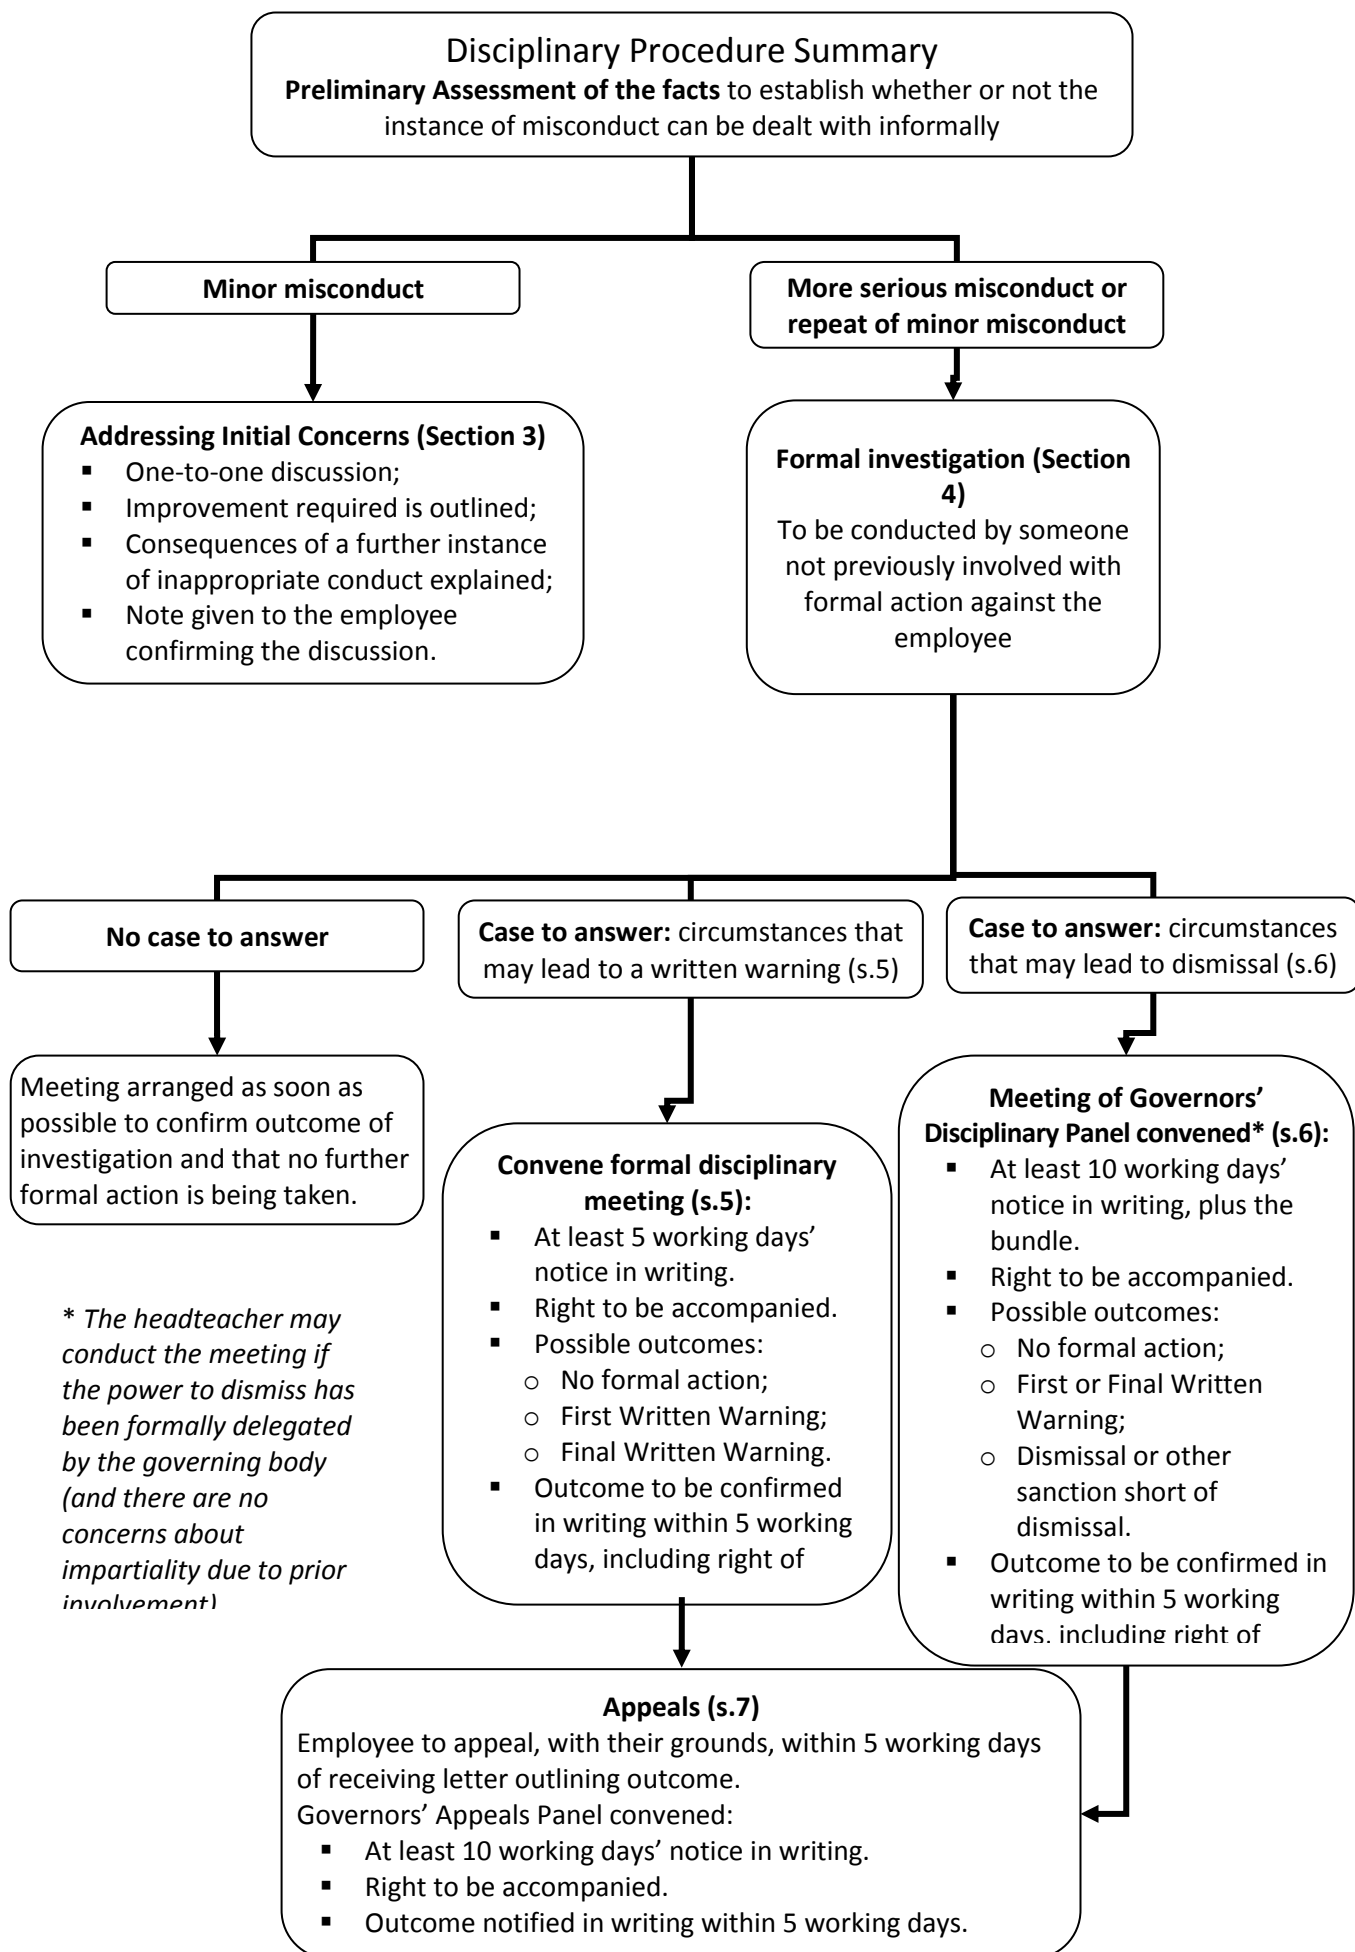 Disciplinary Procedure Summary
Preliminary Assessment of the facts to establish whether or not the
instance of misconduct can be dealt with informally
Minor misconduct
More serious misconduct or
repeat of minor misconduct
Addressing Initial Concerns (Section 3)
▪ One-to-one discussion;
▪ Improvement required is outlined;
▪ Consequences of a further instance
of inappropriate conduct explained;
▪ Note given to the employee
confirming the discussion.
Formal investigation (Section
4)
To be conducted by someone
not previously involved with
formal action against the
employee
No case to answer
Case to answer: circumstances that
may lead to a written warning (s.5)
Case to answer: circumstances
that may lead to dismissal (s.6)
Meeting arranged as soon as
possible to confirm outcome of
investigation and that no further
formal action is being taken.
Convene formal disciplinary
meeting (s.5):
▪ At least 5 working days’
notice in writing.
▪ Right to be accompanied.
▪ Possible outcomes:
o No formal action;
o First Written Warning;
o Final Written Warning.
▪ Outcome to be confirmed
in writing within 5 working
days, including right of
Meeting of Governors’
Disciplinary Panel convened* (s.6):
▪ At least 10 working days’
notice in writing, plus the
bundle.
▪ Right to be accompanied.
▪ Possible outcomes:
o No formal action;
o First or Final Written
Warning;
o Dismissal or other
sanction short of
dismissal.
▪ Outcome to be confirmed in
writing within 5 working
days, including right of
* The headteacher may
conduct the meeting if
the power to dismiss has
been formally delegated
by the governing body
(and there are no
concerns about
impartiality due to prior
involvement)
Appeals (s.7)
Employee to appeal, with their grounds, within 5 working days
of receiving letter outlining outcome.
Governors’ Appeals Panel convened:
▪ At least 10 working days’ notice in writing.
▪ Right to be accompanied.
▪ Outcome notified in writing within 5 working days.